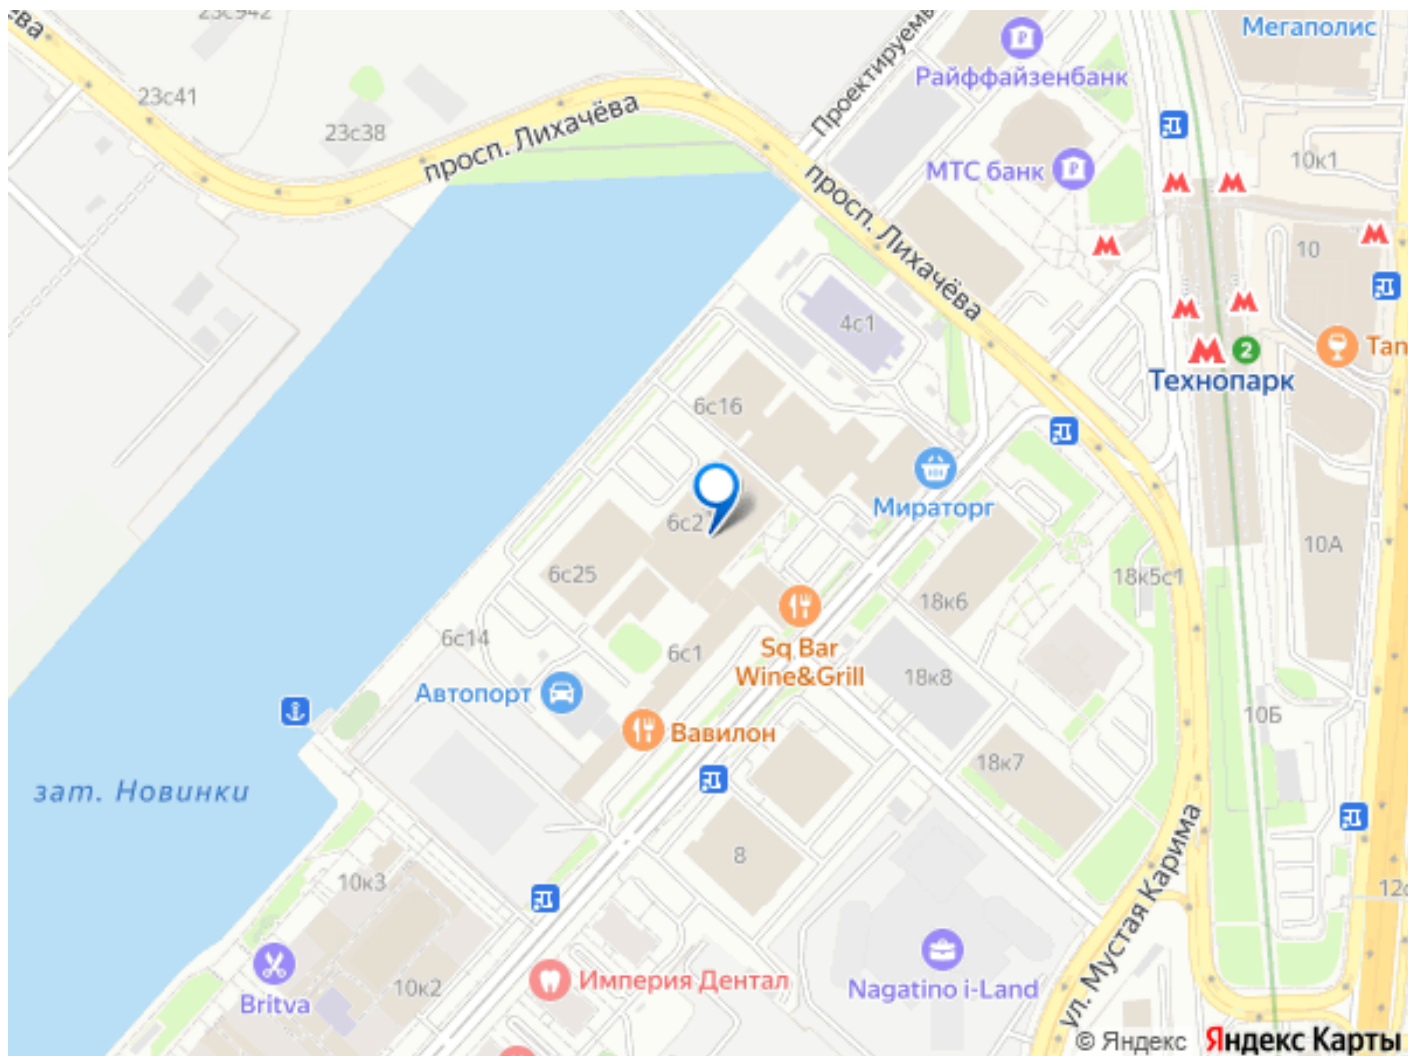 23с942
Мегаполис
Райффайзенбанк
23с41
23с38
просп. Лихачёва
МТС банк
10к1
просп. Лихачёва
10
4с1
Технопарк
2
6с16
Мираторг
10А
6с25
18к5с1
18к6
6с14
Sq Bar
Wine&Grill
6с1
18к8
Автопорт
Вавилон
10Б
18к7
зат. Новинки
8
10к3
ул. Мустая Карима
Империя Дентал
10к2
Nagatino i-Land
Britva
© Яндекс Яндекс Карты